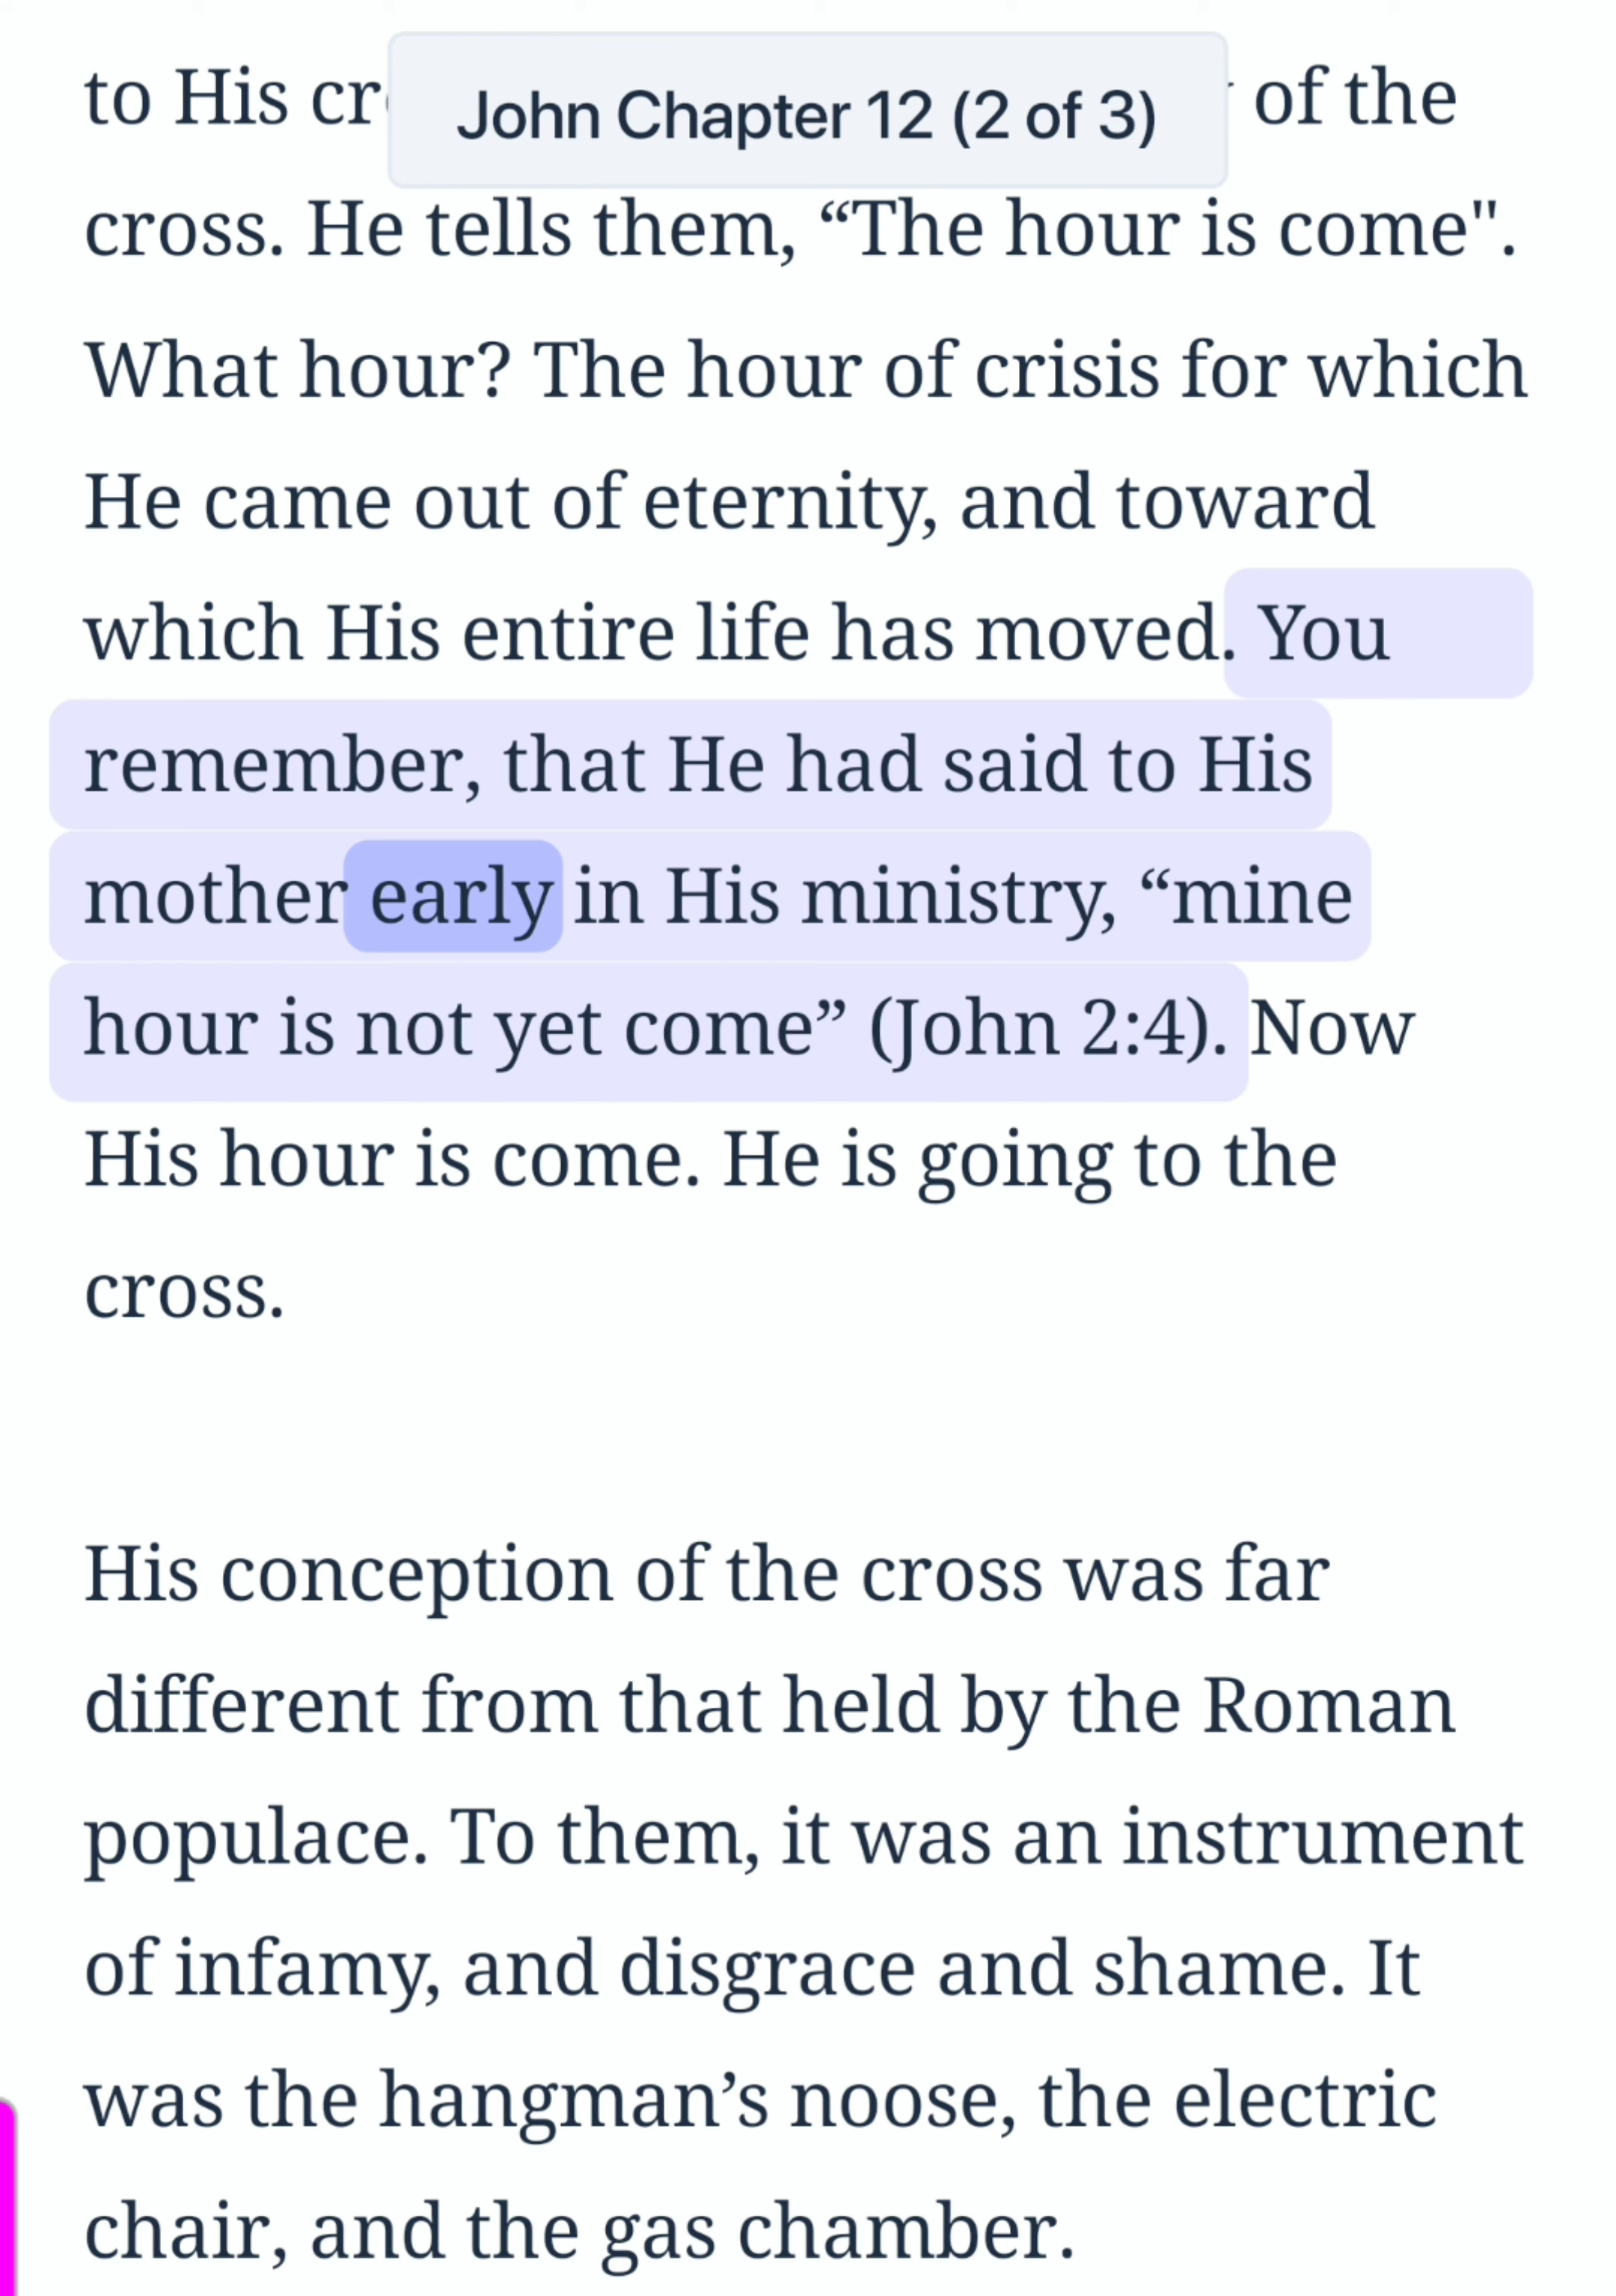 John Chapter 12 (2 of 3)
to His of the
cross. He tells them, “The hour is come".
What hour? The hour of crisis for which
He came out of eternity, and toward
which His entire life has moved. You
remember, that He had said to His
mother early in His ministry, “mine
hour is not yet come” (John 2:4). Now
His hour is come. He is going to the
cross.
His conception of the cross was far
different from that held by the Roman
populace. To them, it was an instrument
of infamy, and disgrace and shame. It
was the hangman’s noose, the electric
chair, and the gas chamber.